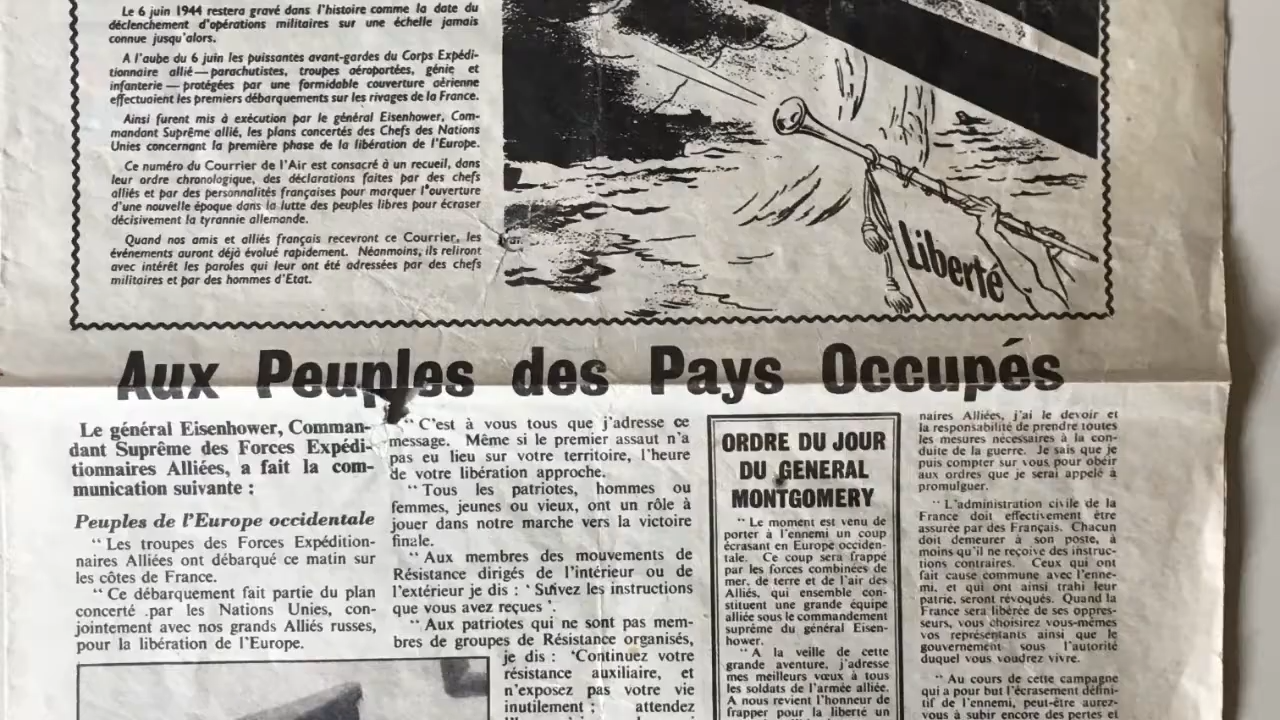 Le 6 juin 1944 restera gravé dans l'histoire comme la date du
déclenchement d'opérations militaires sur une échelle jamais
connue jusqu'alors.
A l'aube du 6 juin les puissantes avant-gardes du Corps Expédi-
tionnaire allié—parachutistes, troupes aéroportées, génie et
infanterie — protégées par une formidable couverture aérienne
effectuaient les premiers débarquements sur les rivages de la France.
Ainsi furent mis à exécution par le général Eisenhower, Com-
mandant Suprême allié, les plans concertés des Chefs des Nations
Unies concernant la première phase de la libération de l'Europe.
Ce numéro du Courrier de l'Air est consacré à un recueil, dans
leur ordre chronologique, des déclarations faites par des chefs
alliés et par des personnalités françaises pour marquer l'ouverture
d'une nouvelle époque dans la lutte des peuples libres pour écraser
décisivement la tyrannie allemande.
Quand nos amis et alliés français recevront ce Courrier, les
événements auront déjà évolué rapidement. Néanmoins, ils reliront
avec intérêt les paroles qui leur ont été adressées par des chefs
militaires et par des hommes d'Etat.
Liberté
Aux Peuples des Pays Occupés
Le général Eisenhower, Comman-
dant Suprême des Forces Expédi-
tionnaires Alliées, a fait la com-
munication suivante :
Peuples de l'Europe occidentale
“ Les troupes des Forces Expédition-
naires Alliées ont débarqué ce matin sur
les côtes de France.
“ Ce débarquement fait partie du plan
concerté par les Nations Unies, con-
jointement avec nos grands Alliés russes,
pour la libération de l'Europe.
“ C'est à vous tous que j'adresse ce
message. Même si le premier assaut n'a
pas eu lieu sur votre territoire, l'heure
de votre libération approche.
“ Tous les patriotes, hommes ou
femmes, jeunes ou vieux, ont un rôle à
jouer dans notre marche vers la victoire
finale.
“ Aux membres des mouvements de
Résistance dirigés de l'intérieur ou de
l'extérieur je dis : ‘ Suivez les instructions
que vous avez reçues ’.
“ Aux patriotes qui ne sont pas mem-
bres de groupes de Résistance organisés,
je dis : ‘Continuez votre
résistance auxiliaire, et
n'exposez pas votre vie
inutilement ; attendez
ORDRE DU JOUR
DU GENERAL
MONTGOMERY
“ Le moment est venu de
porter à l'ennemi un coup
écrasant en Europe occiden-
tale. Ce coup sera frappé
par les forces combinées de
mer, de terre et de l'air des
Alliés, qui ensemble con-
stituent une grande équipe
alliée sous le commandement
suprême du général Eisen-
hower.
“ A la veille de cette
grande aventure, j'adresse
mes meilleurs vœux à tous
les soldats de l'armée alliée.
A nous revient l'honneur de
frapper pour la liberté un
naires Alliées, j'ai le devoir et
la responsabilité de prendre toutes
les mesures nécessaires à la con-
duite de la guerre. Je sais que je
puis compter sur vous pour obéir
aux ordres que je serai appelé à
promulguer.
“ L'administration civile de la
France doit effectivement être
assurée par des Français. Chacun
doit demeurer à son poste, à
moins qu'il ne reçoive des instruc-
tions contraires. Ceux qui ont
fait cause commune avec l'enne-
mi, et qui ont ainsi trahi leur
patrie, seront révoqués. Quand la
France sera libérée de ses oppres-
seurs, vous choisirez vous-mêmes
vos représentants ainsi que le
gouvernement sous l'autorité
duquel vous voudrez vivre.
“ Au cours de cette campagne
qui a pour but l'écrasement défini-
tif de l'ennemi, peut-être aurez-
vous à subir encore des pertes et